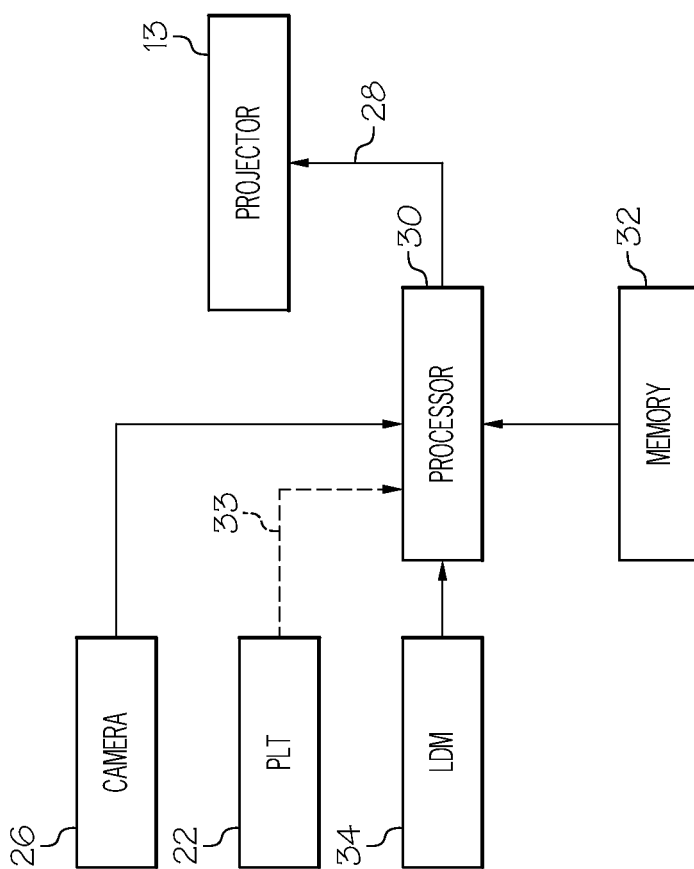 13
PROJECTOR
28
30
PROCESSOR
32
MEMORY
33
26
CAMERA
22
PLT
34
LDM